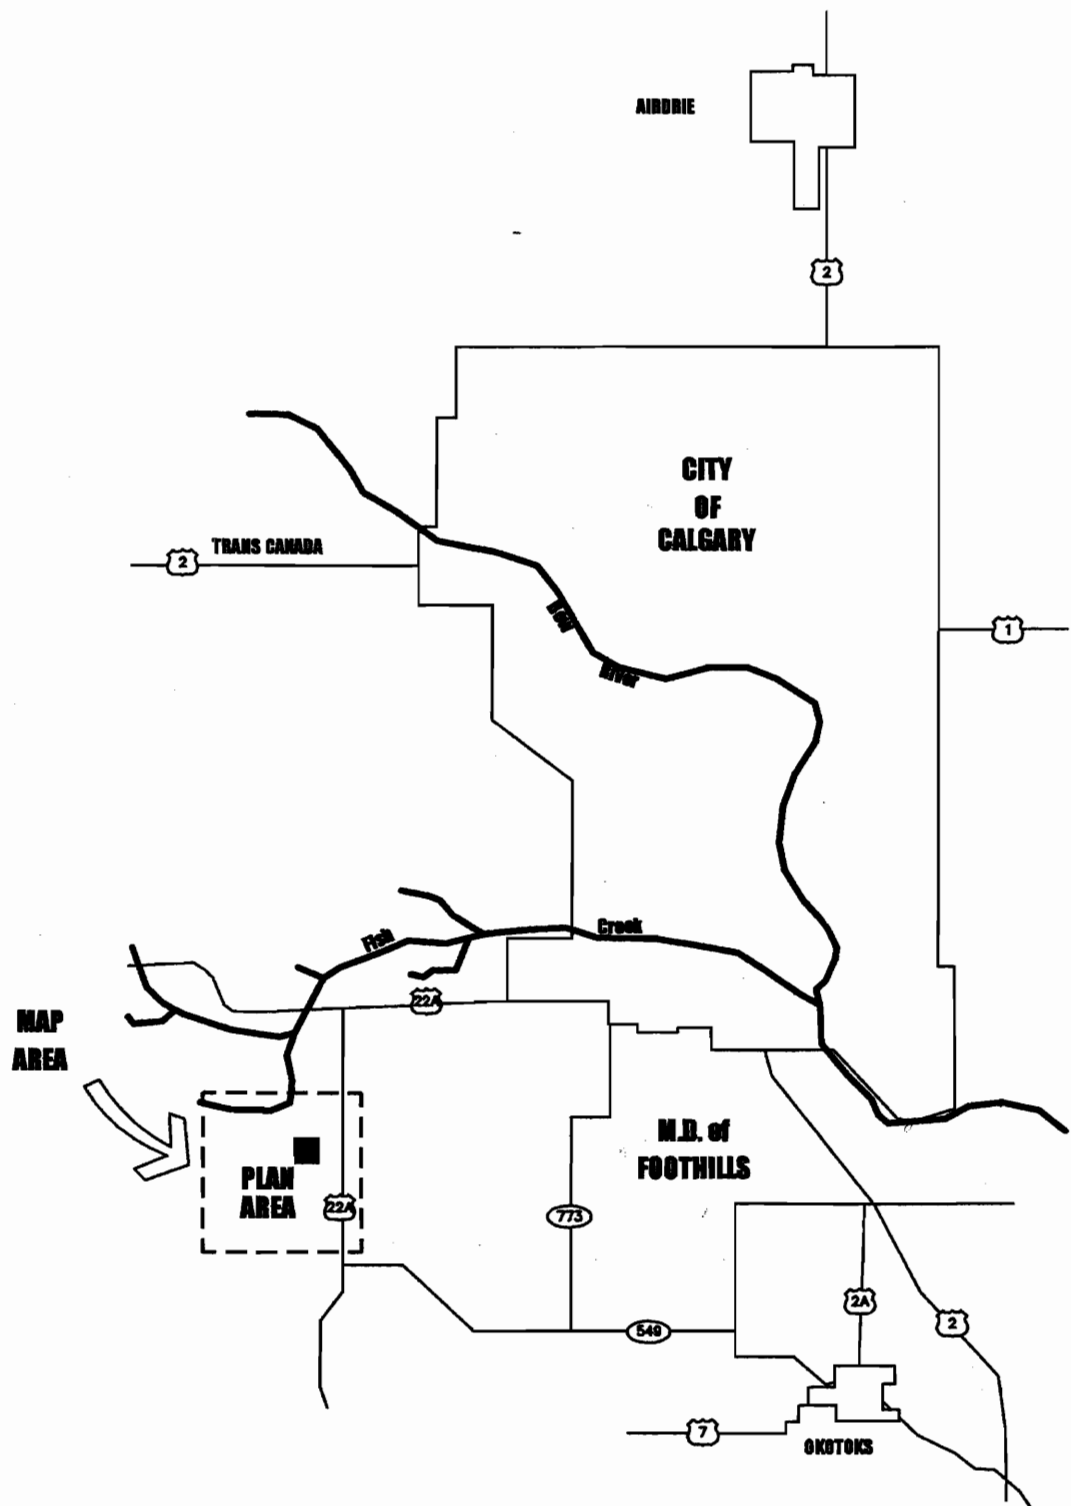 AIRDRIE
2
CITY
OF
CALGARY
TRANS CANADA
2
1
Bow
River
Fish
Creek
22A
MAP
AREA
M.D. of
FOOTHILLS
PLAN
AREA
22A
773
2A
2
549
7
OKOTOKS